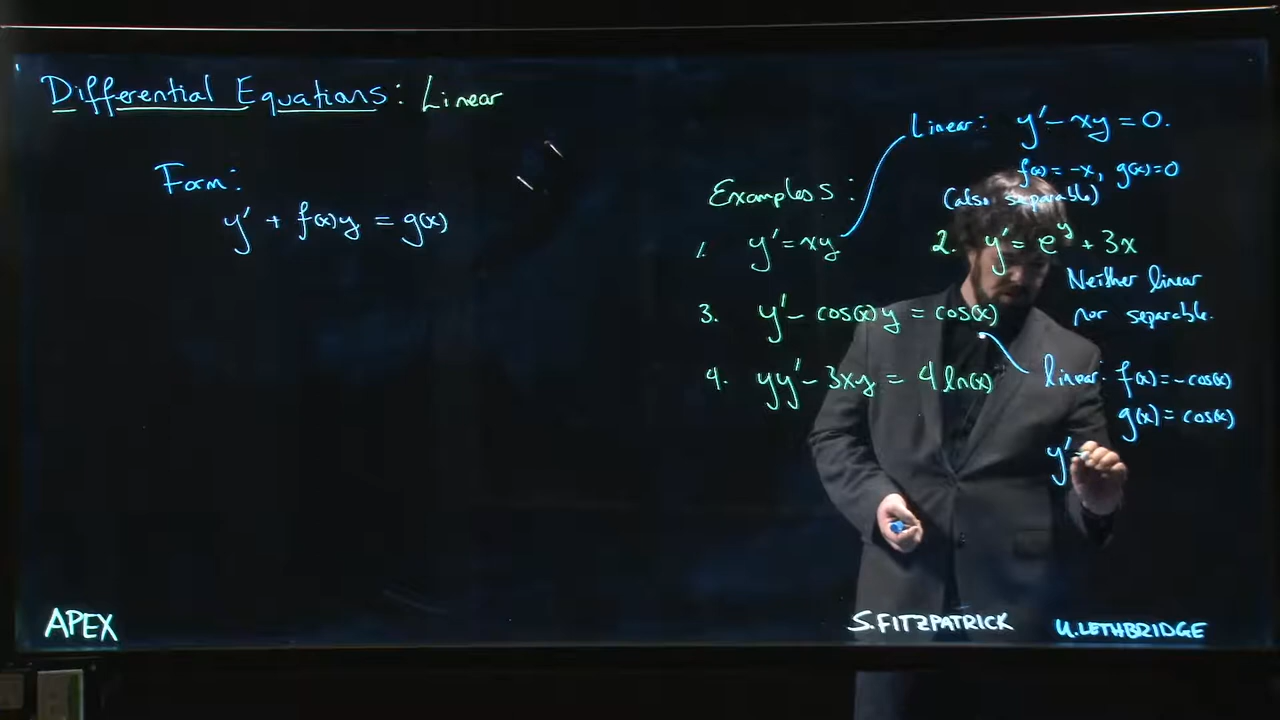 Differential Equations: Linear
Form:
y' + f(x)y = g(x)
Linear: y' - xy = 0.
f(x) = -x, g(x) = 0
(also separable)
Examples:
1. y' = xy
2. y' = e^y + 3x
Neither linear
nor separable.
3. y' - cos(x)y = cos(x)
4. yy' - 3xy = 4 ln(x)
linear: f(x) = -cos(x)
g(x) = cos(x)
y' -
APEX
S.FITZPATRICK
U.LETHBRIDGE